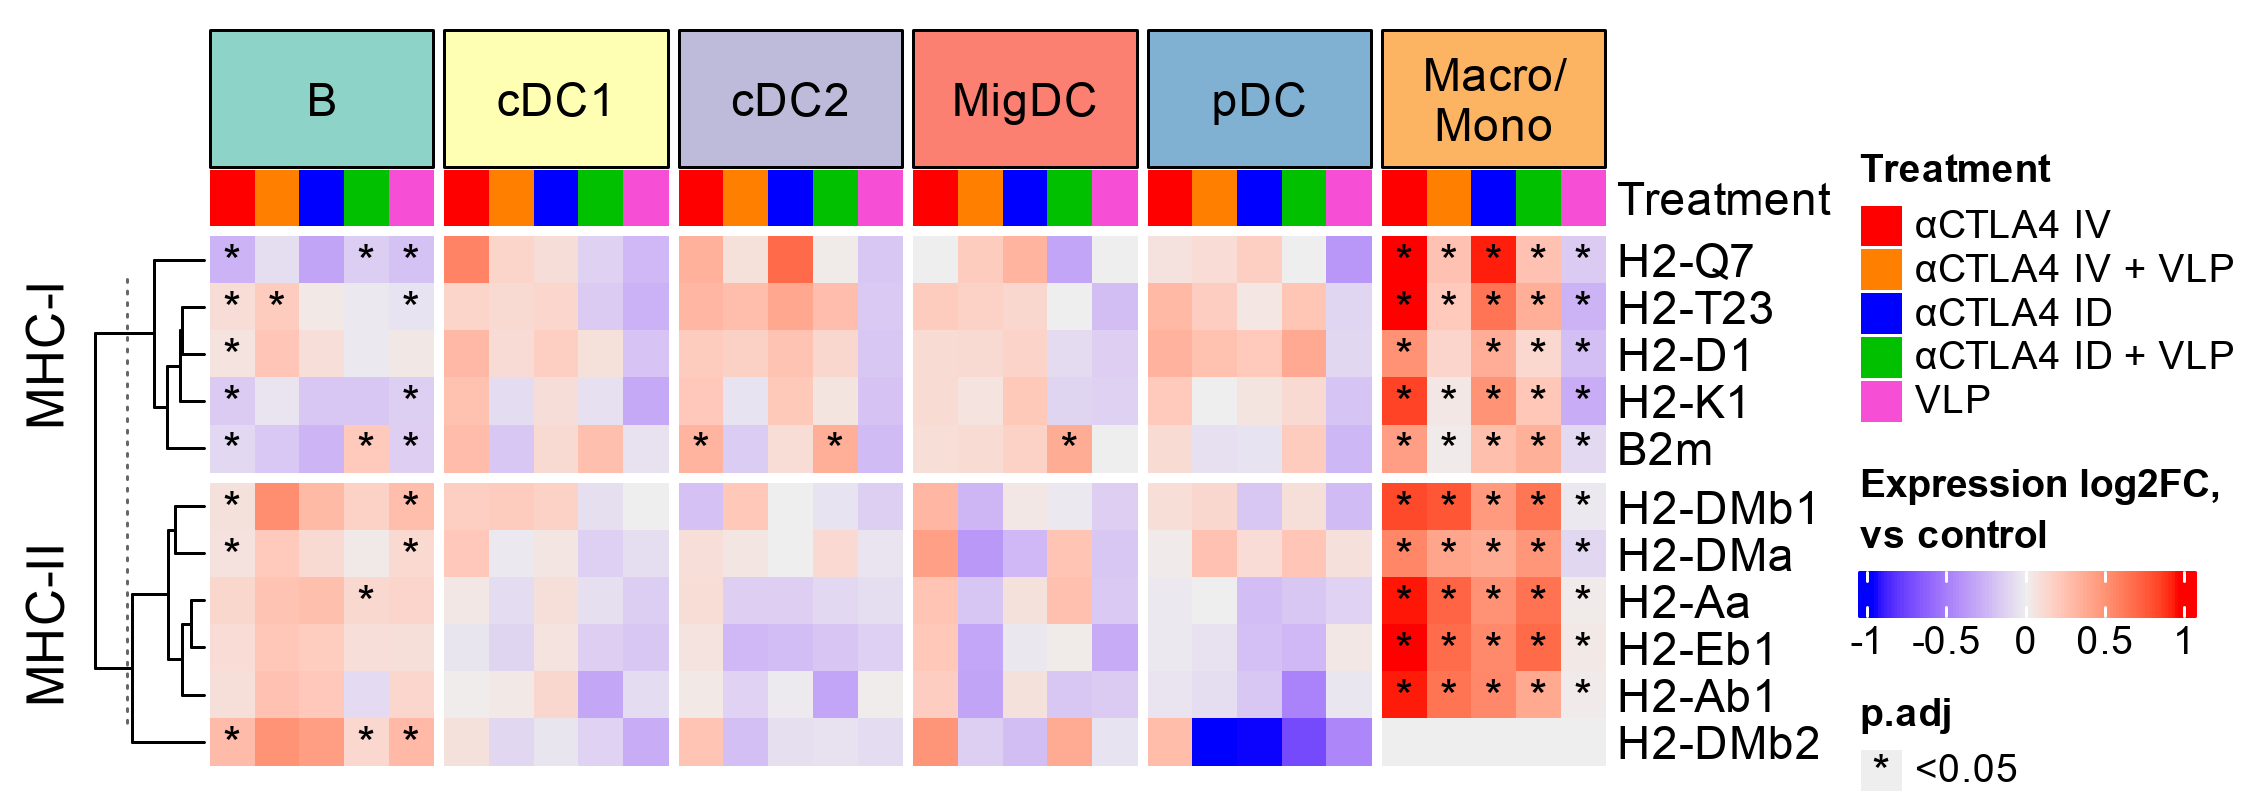 B
cDC1
cDC2
MigDC
pDC
Macro/
Mono
Treatment
MHC-I
MHC-II
* * * * * * * *
H2-Q7
* * * * * * * *
H2-T23
* * * * *
H2-D1
* * * * * * *
H2-K1
* * * * * * * * * * *
B2m
* * * * * * *
H2-DMb1
* * * * * * *
H2-DMa
* * * * * *
H2-Aa
* * * * *
H2-Eb1
* * * * *
H2-Ab1
* * *
H2-DMb2
Treatment
αCTLA4 IV
αCTLA4 IV + VLP
αCTLA4 ID
αCTLA4 ID + VLP
VLP
Expression log2FC,
vs control
-1 -0.5 0 0.5 1
p.adj
* <0.05